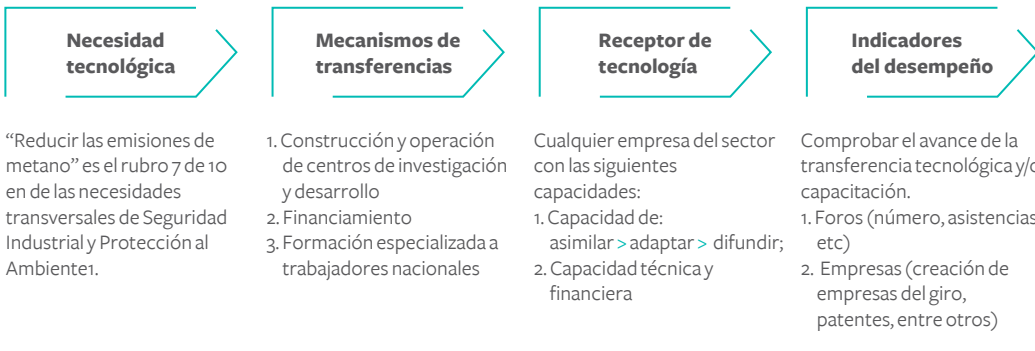 Necesidad
tecnológica
“Reducir las emisiones de
metano” es el rubro 7 de 10
en de las necesidades
transversales de Seguridad
Industrial y Protección al
Ambiente1.
Mecanismos de
transferencias
1. Construcción y operación
de centros de investigación
y desarrollo
2. Financiamiento
3. Formación especializada a
trabajadores nacionales
Receptor de
tecnología
Cualquier empresa del sector
con las siguientes
capacidades:
1. Capacidad de:
asimilar > adaptar > difundir;
2. Capacidad técnica y
financiera
Indicadores
del desempeño
Comprobar el avance de la
transferencia tecnológica y/o
capacitación.
1. Foros (número, asistencias
etc)
2. Empresas (creación de
empresas del giro,
patentes, entre otros)